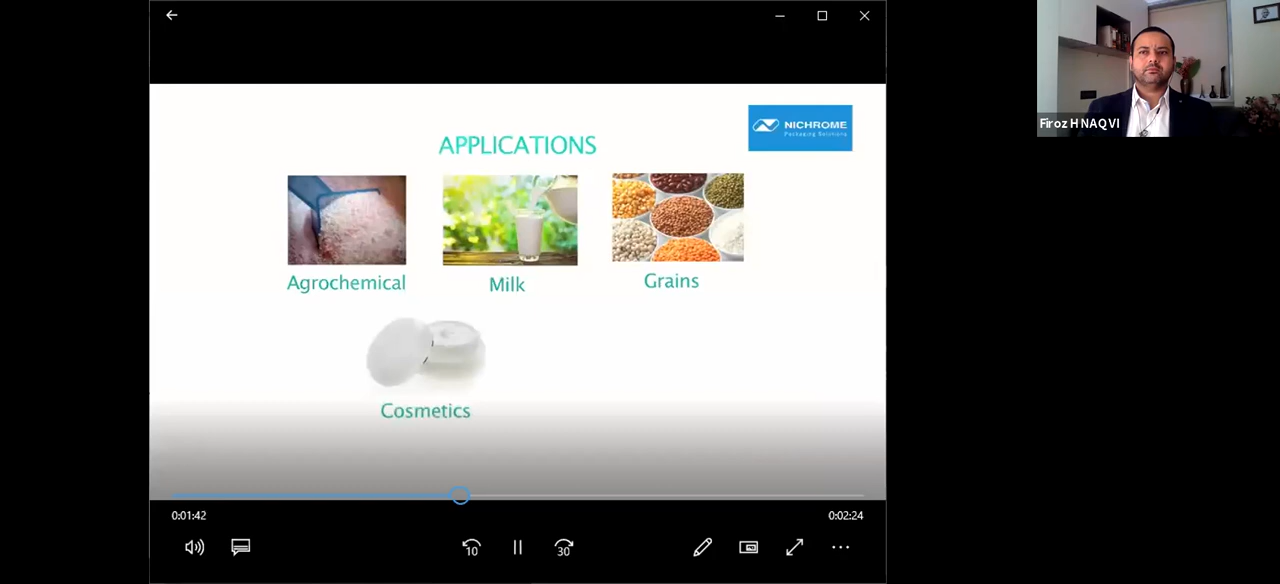 NICHROME
Packaging Solutions
APPLICATIONS
Agrochemical
Milk
Grains
Cosmetics
0:01:42
0:02:24
10
30
Firoz H NAQVI